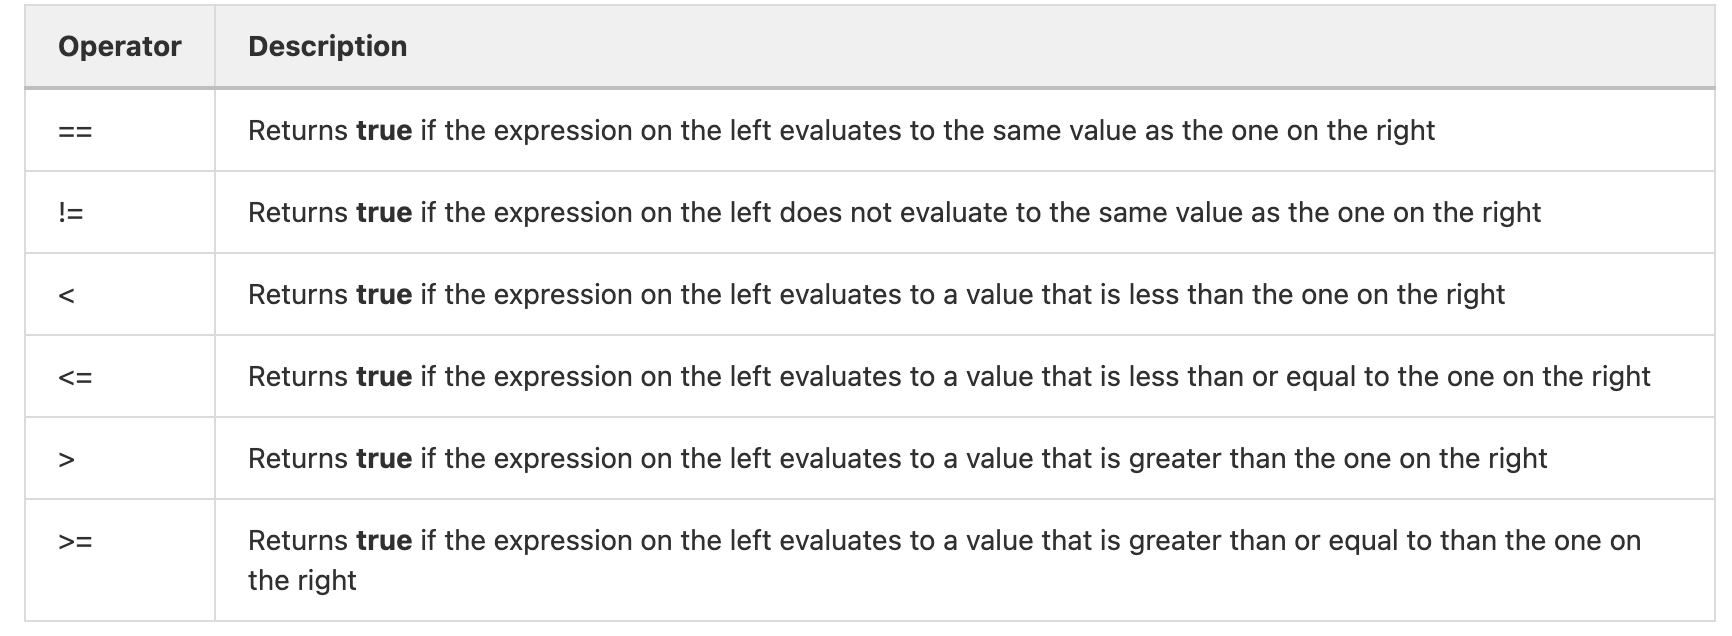 Operator Description
== Returns true if the expression on the left evaluates to the same value as the one on the right
!= Returns true if the expression on the left does not evaluate to the same value as the one on the right
< Returns true if the expression on the left evaluates to a value that is less than the one on the right
<= Returns true if the expression on the left evaluates to a value that is less than or equal to the one on the right
> Returns true if the expression on the left evaluates to a value that is greater than the one on the right
>= Returns true if the expression on the left evaluates to a value that is greater than or equal to than the one on
the right